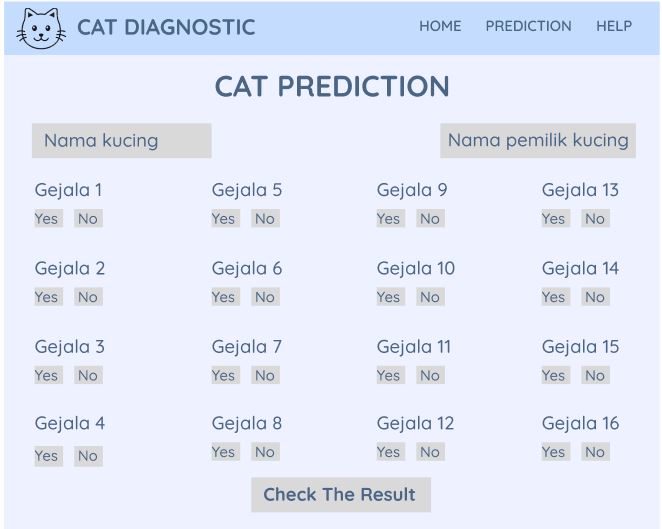 CAT DIAGNOSTIC HOME PREDICTION HELP
CAT PREDICTION
Nama kucing Nama pemilik kucing
Gejala 1 Gejala 5 Gejala 9 Gejala 13
Yes No Yes No Yes No Yes No
Gejala 2 Gejala 6 Gejala 10 Gejala 14
Yes No Yes No Yes No Yes No
Gejala 3 Gejala 7 Gejala 11 Gejala 15
Yes No Yes No Yes No Yes No
Gejala 4 Gejala 8 Gejala 12 Gejala 16
Yes No Yes No Yes No Yes No
Check The Result